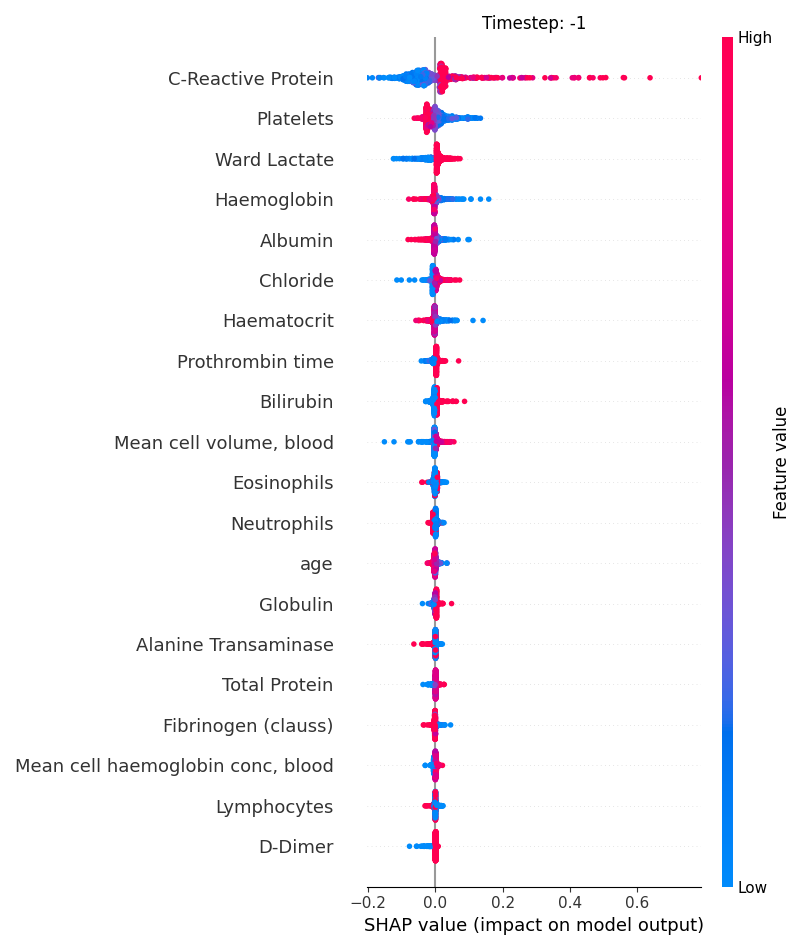 Timestep: -1
High
C-Reactive Protein
Platelets
Ward Lactate
Haemoglobin
Albumin
Chloride
Haematocrit
Prothrombin time
Bilirubin
Mean cell volume, blood
Eosinophils
Neutrophils
age
Globulin
Alanine Transaminase
Total Protein
Fibrinogen (clauss)
Mean cell haemoglobin conc, blood
Lymphocytes
D-Dimer
Feature value
Low
−0.2 0.0 0.2 0.4 0.6
SHAP value (impact on model output)